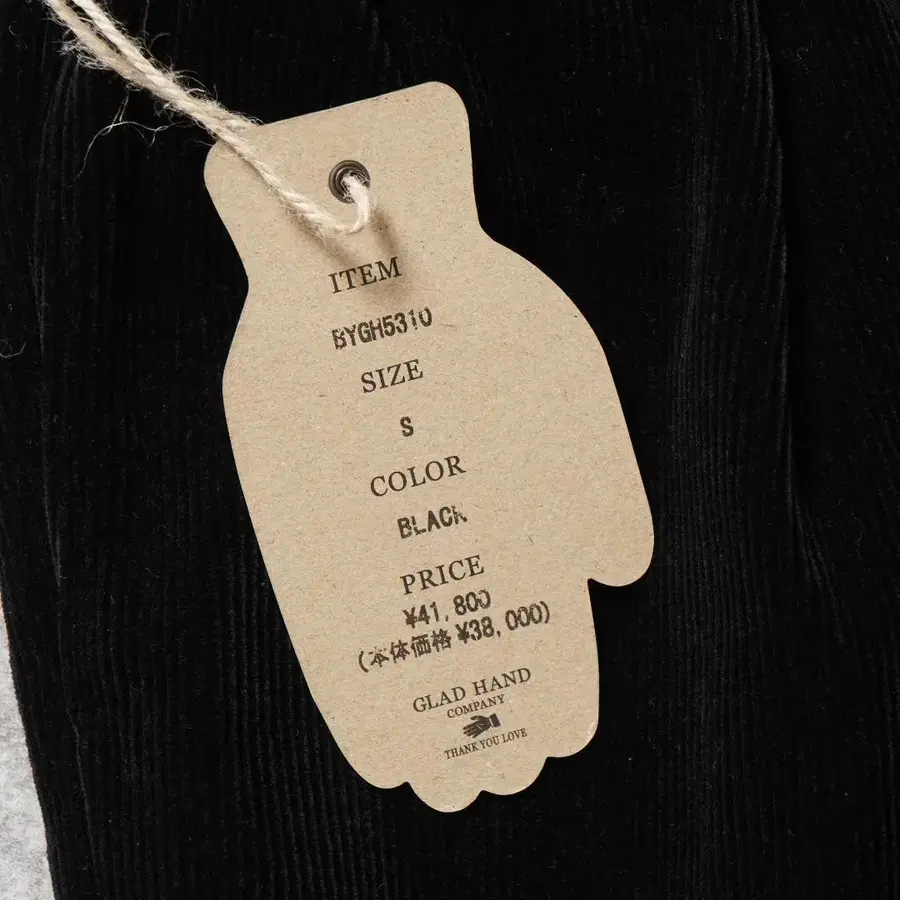 ITEM
BYGH5310
SIZE
S
COLOR
BLACK
PRICE
¥41,800
(本体価格 ¥38,000)
GLAD HAND
COMPANY
THANK YOU LOVE